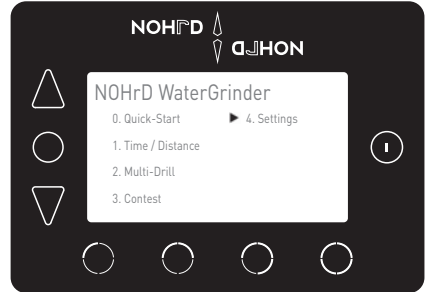 NOHrD
NOHrD
NOHrD WaterGrinder
0. Quick-Start
4. Settings
1. Time / Distance
2. Multi-Drill
3. Contest